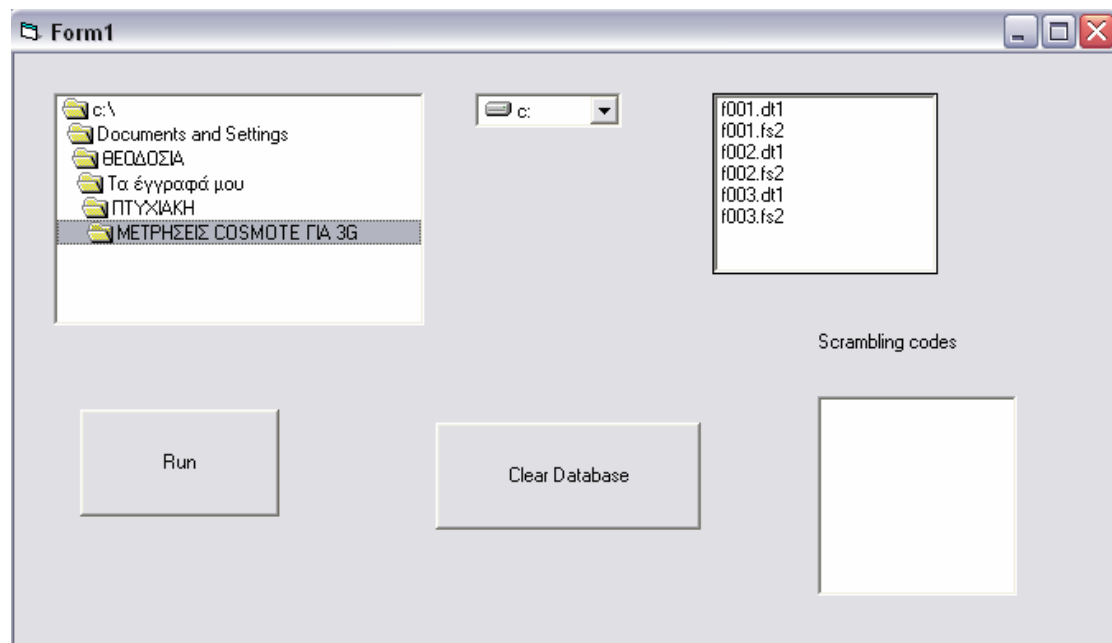 Form1
c:\
Documents and Settings
ΘΕΟΔΟΣΙΑ
Τα έγγραφά μου
ΠΤΥΧΙΑΚΗ
ΜΕΤΡΗΣΕΙΣ COSMOTE ΓΙΑ 3G
c:
f001.dt1
f001.fs2
f002.dt1
f002.fs2
f003.dt1
f003.fs2
Scrambling codes
Run
Clear Database